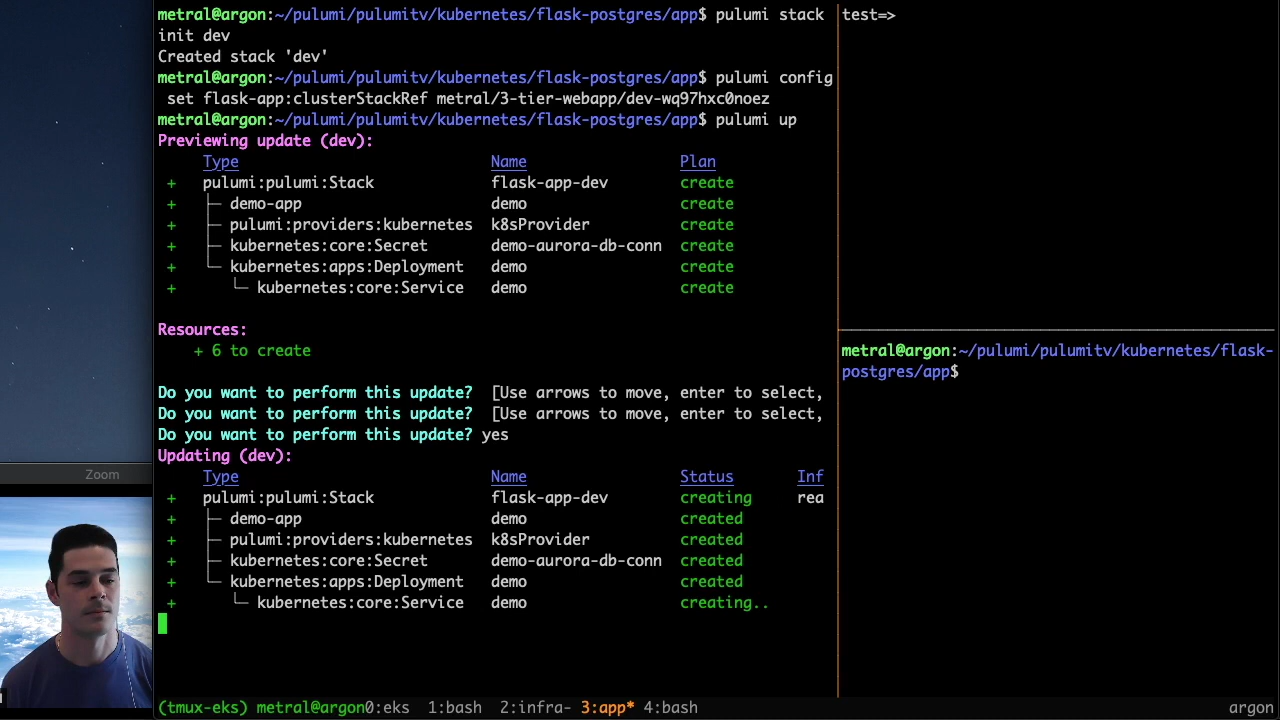 metral@argon:~/pulumi/pulumitv/kubernetes/flask-postgres/app$ pulumi stack
init dev
Created stack 'dev'
metral@argon:~/pulumi/pulumitv/kubernetes/flask-postgres/app$ pulumi config
set flask-app:clusterStackRef metral/3-tier-webapp/dev-wq97hxc0noez
metral@argon:~/pulumi/pulumitv/kubernetes/flask-postgres/app$ pulumi up
Previewing update (dev):
Type Name Plan
+ pulumi:pulumi:Stack flask-app-dev create
+ ├─ demo-app demo create
+ ├─ pulumi:providers:kubernetes k8sProvider create
+ ├─ kubernetes:core:Secret demo-aurora-db-conn create
+ └─ kubernetes:apps:Deployment demo create
+ └─ kubernetes:core:Service demo create
Resources:
+ 6 to create
Do you want to perform this update? [Use arrows to move, enter to select,
Do you want to perform this update? [Use arrows to move, enter to select,
Do you want to perform this update? yes
Updating (dev):
Type Name Status Inf
+ pulumi:pulumi:Stack flask-app-dev creating rea
+ ├─ demo-app demo created
+ ├─ pulumi:providers:kubernetes k8sProvider created
+ ├─ kubernetes:core:Secret demo-aurora-db-conn created
+ └─ kubernetes:apps:Deployment demo created
+ └─ kubernetes:core:Service demo creating..
test=>
metral@argon:~/pulumi/pulumitv/kubernetes/flask-
postgres/app$
Zoom
(tmux-eks) metral@argon0:eks 1:bash 2:infra- 3:app* 4:bash argon